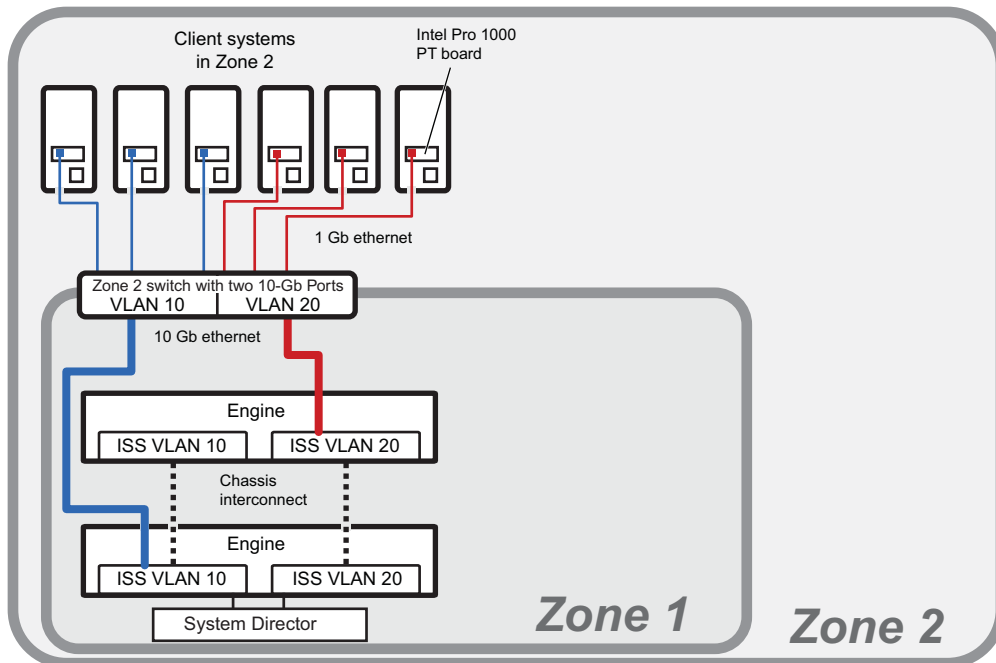 Client systems
in Zone 2
Intel Pro 1000
PT board
1 Gb ethernet
Zone 2 switch with two 10-Gb Ports
VLAN 10
VLAN 20
10 Gb ethernet
Engine
ISS VLAN 10
ISS VLAN 20
Chassis
interconnect
Engine
ISS VLAN 10
ISS VLAN 20
System Director
Zone 1
Zone 2